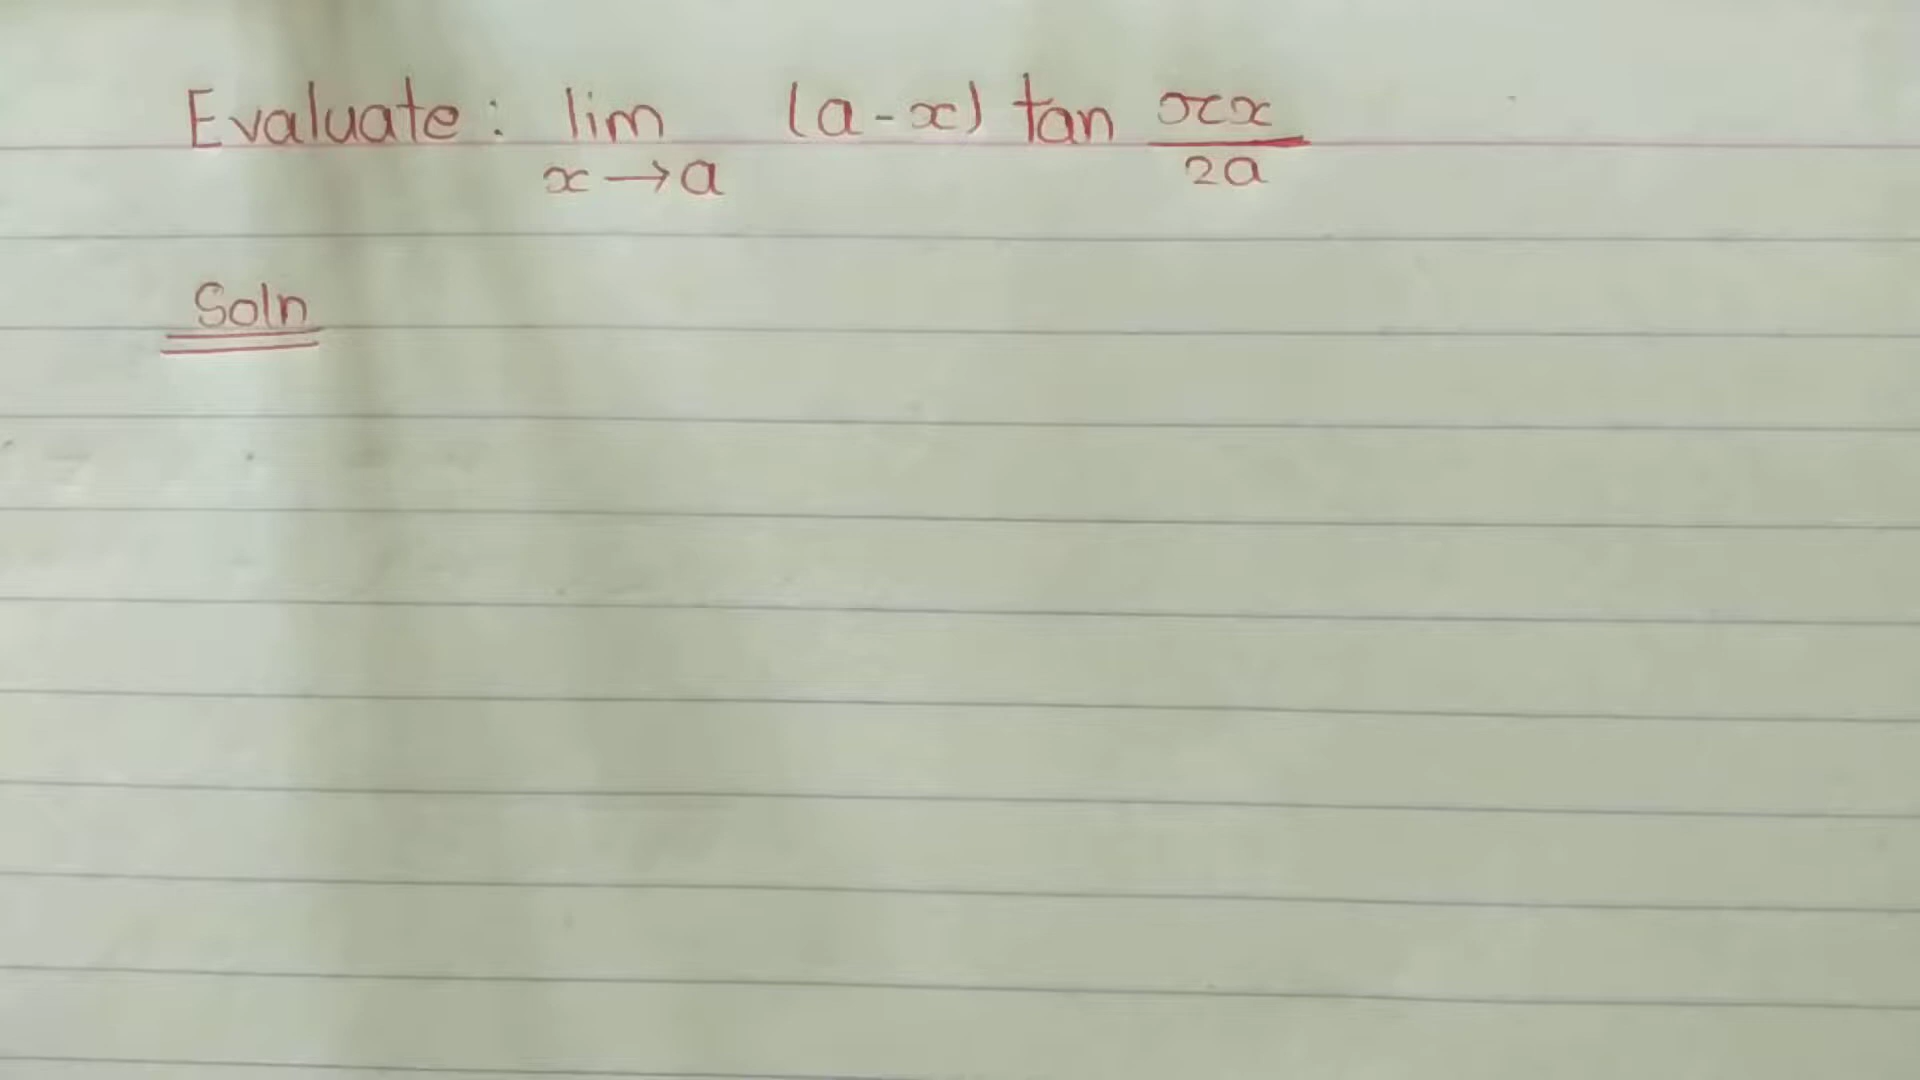 Evaluate: lim (a-x) tan πx
x→a 2a
Soln